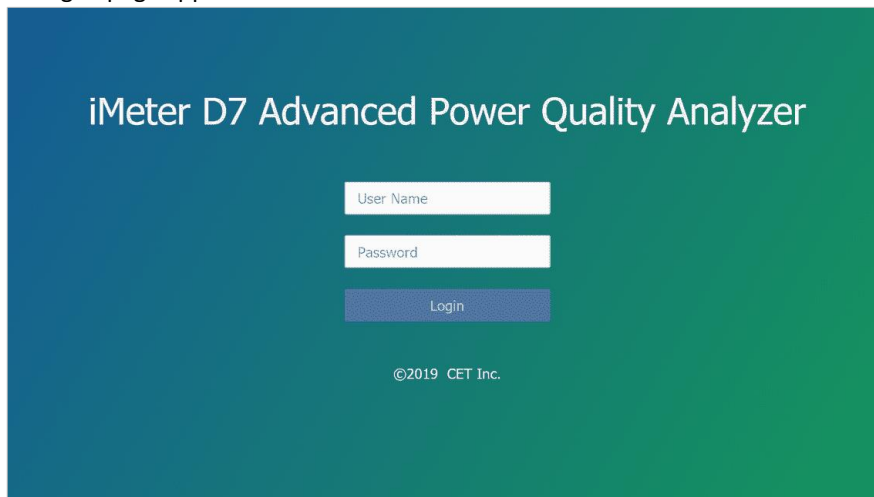 iMeter D7 Advanced Power Quality Analyzer
User Name
Password
Login
©2019 CET Inc.